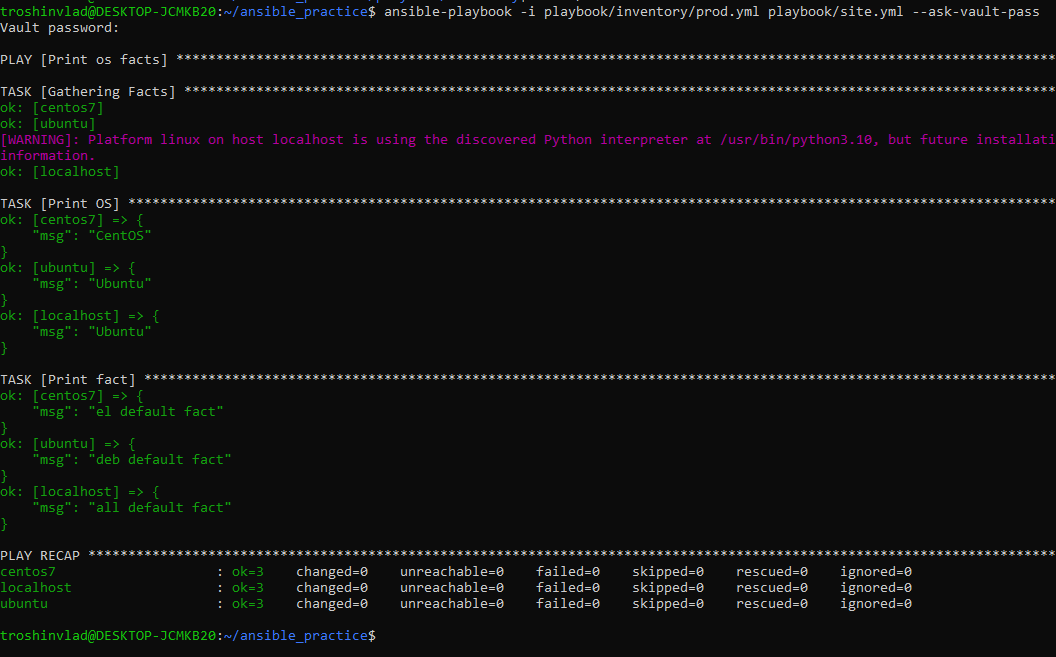 troshinvlad@DESKTOP-JCMKB20:~/ansible_practice$ ansible-playbook -i playbook/inventory/prod.yml playbook/site.yml --ask-vault-pass
Vault password:

PLAY [Print os facts] **************************************************************************************************************

TASK [Gathering Facts] *************************************************************************************************************
ok: [centos7]
ok: [ubuntu]
[WARNING]: Platform linux on host localhost is using the discovered Python interpreter at /usr/bin/python3.10, but future installati
information.
ok: [localhost]

TASK [Print OS] ********************************************************************************************************************
ok: [centos7] => {
    "msg": "CentOS"
}
ok: [ubuntu] => {
    "msg": "Ubuntu"
}
ok: [localhost] => {
    "msg": "Ubuntu"
}

TASK [Print fact] ******************************************************************************************************************
ok: [centos7] => {
    "msg": "el default fact"
}
ok: [ubuntu] => {
    "msg": "deb default fact"
}
ok: [localhost] => {
    "msg": "all default fact"
}

PLAY RECAP *************************************************************************************************************************
centos7                    : ok=3    changed=0    unreachable=0    failed=0    skipped=0    rescued=0    ignored=0
localhost                  : ok=3    changed=0    unreachable=0    failed=0    skipped=0    rescued=0    ignored=0
ubuntu                     : ok=3    changed=0    unreachable=0    failed=0    skipped=0    rescued=0    ignored=0

troshinvlad@DESKTOP-JCMKB20:~/ansible_practice$